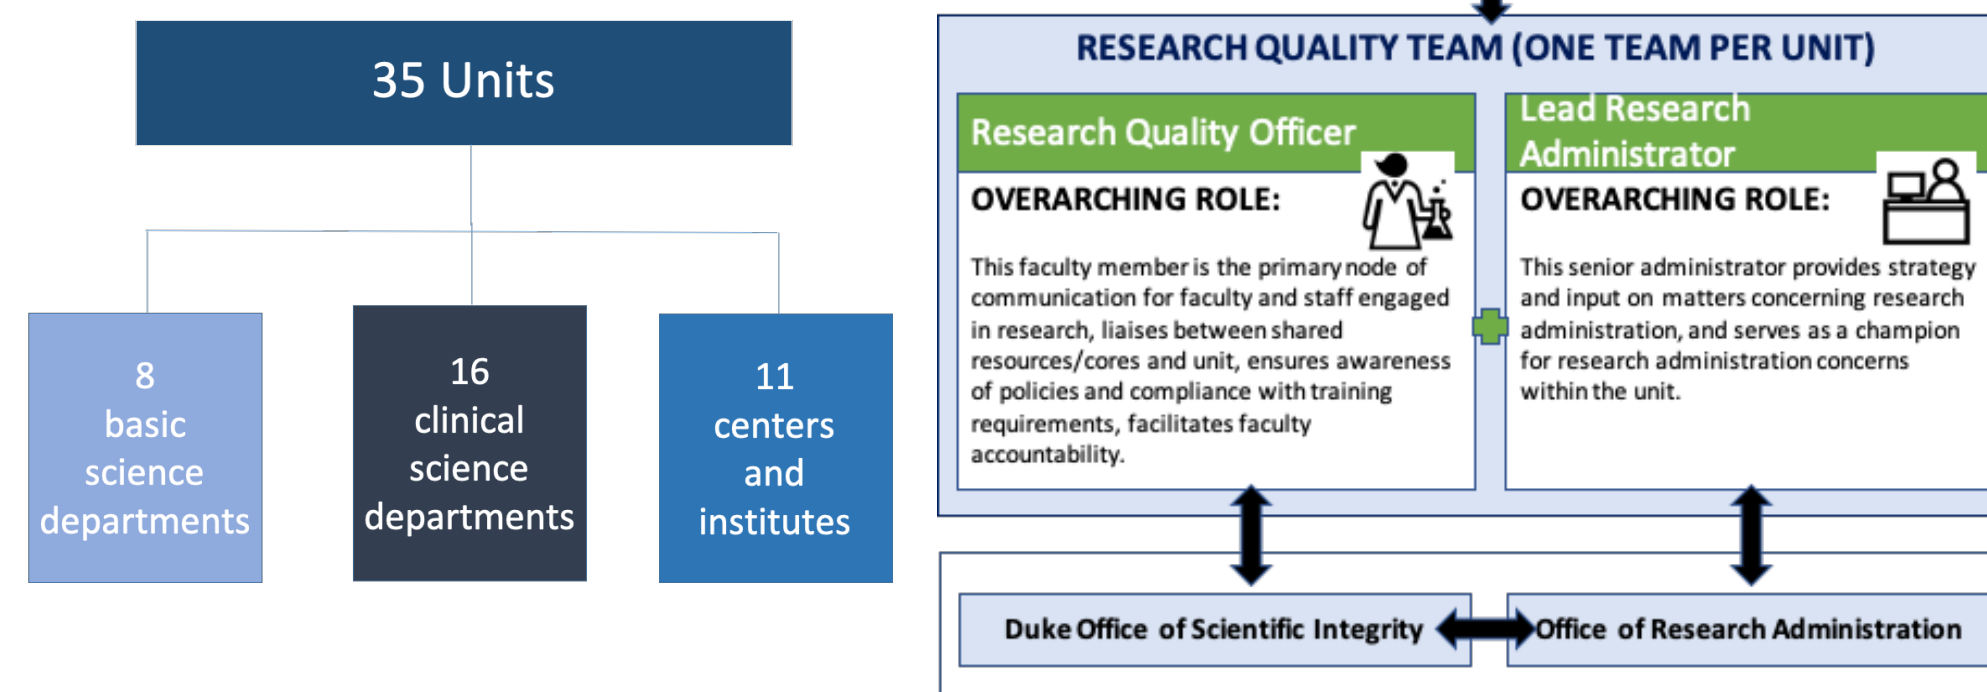 35 Units
8
basic
science
departments
16
clinical
science
departments
11
centers
and
institutes
RESEARCH QUALITY TEAM (ONE TEAM PER UNIT)
Research Quality Officer
OVERARCHING ROLE:
This faculty member is the primary node of
communication for faculty and staff engaged
in research, liaises between shared
resources/cores and unit, ensures awareness
of policies and compliance with training
requirements, facilitates faculty
accountability.
Lead Research
Administrator
OVERARCHING ROLE:
This senior administrator provides strategy
and input on matters concerning research
administration, and serves as a champion
for research administration concerns
within the unit.
Duke Office of Scientific Integrity
Office of Research Administration